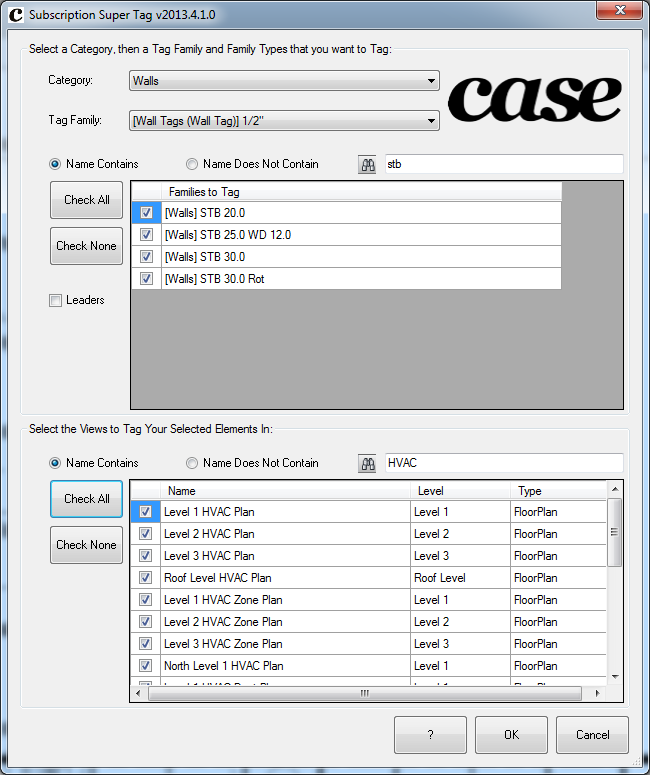 c Subscription Super Tag v2013.4.1.0
Select a Category, then a Tag Family and Family Types that you want to Tag:
Category: Walls
case
Tag Family: [Wall Tags (Wall Tag)] 1/2"
Name Contains Name Does Not Contain stb
Check All
Check None
Leaders
Families to Tag
[Walls] STB 20.0
[Walls] STB 25.0 WD 12.0
[Walls] STB 30.0
[Walls] STB 30.0 Rot
Select the Views to Tag Your Selected Elements In:
Name Contains Name Does Not Contain HVAC
Check All
Check None
Name Level Type
Level 1 HVAC Plan Level 1 FloorPlan
Level 2 HVAC Plan Level 2 FloorPlan
Level 3 HVAC Plan Level 3 FloorPlan
Roof Level HVAC Plan Roof Level FloorPlan
Level 1 HVAC Zone Plan Level 1 FloorPlan
Level 2 HVAC Zone Plan Level 2 FloorPlan
Level 3 HVAC Zone Plan Level 3 FloorPlan
North Level 1 HVAC Plan Level 1 FloorPlan
? OK Cancel